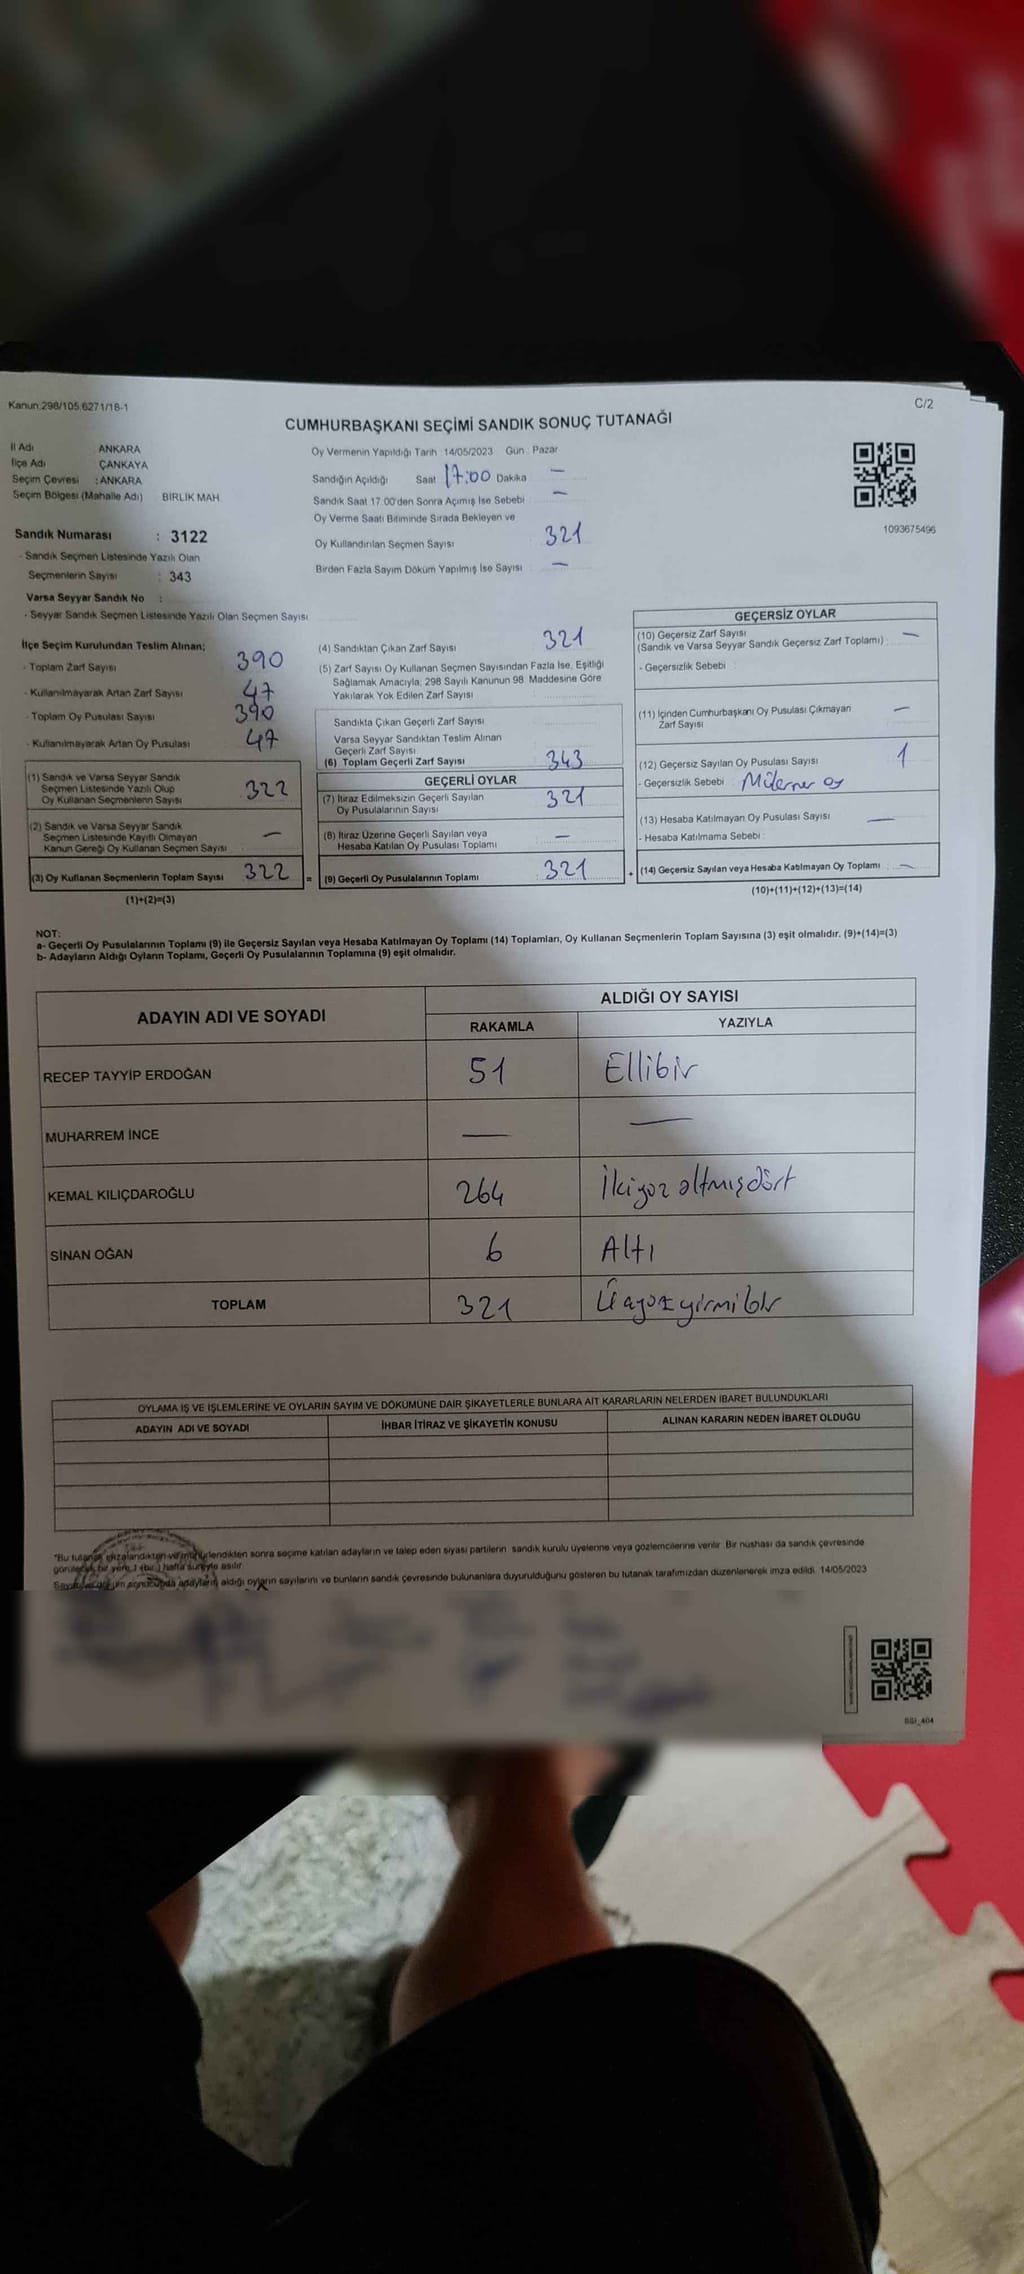 Kanun:298/105;6271/18-1
C/2
CUMHURBAŞKANI SEÇİMİ SANDIK SONUÇ TUTANAĞI
İl Adı ANKARA
İlçe Adı ÇANKAYA
Seçim Çevresi : ANKARA
Seçim Bölgesi (Mahalle Adı) BİRLİK MAH.
Sandık Numarası : 3122
- Sandık Seçmen Listesinde Yazılı Olan
Seçmenlerin Sayısı : 343
Varsa Seyyar Sandık No :
- Seyyar Sandık Seçmen Listesinde Yazılı Olan Seçmen Sayısı
Oy Vermenin Yapıldığı Tarih 14/05/2023 Gün : Pazar
Sandığın Açıldığı Saat 17:00 Dakika —
Sandık Saat 17.00'den Sonra Açımış İse Sebebi —
Oy Verme Saati Bitiminde Sırada Bekleyen ve
Oy Kullandırılan Seçmen Sayısı 321
Birden Fazla Sayım Döküm Yapılmış İse Sayısı —
1093675496
İlçe Seçim Kurulundan Teslim Alınan;
- Toplam Zarf Sayısı 390
- Kullanılmayarak Artan Zarf Sayısı 47
- Toplam Oy Pusulası Sayısı 390
- Kullanılmayarak Artan Oy Pusulası 47
(1) Sandık ve Varsa Seyyar Sandık
Seçmen Listesinde Yazılı Olup
Oy Kullanan Seçmenlerin Sayısı 322
(2) Sandık ve Varsa Seyyar Sandık
Seçmen Listesinde Kayıtlı Olmayan
Kanun Gereği Oy Kullanan Seçmen Sayısı —
(3) Oy Kullanan Seçmenlerin Toplam Sayısı 322 =
(1)+(2)=(3)
(4) Sandıktan Çıkan Zarf Sayısı 321
(5) Zarf Sayısı Oy Kullanan Seçmen Sayısından Fazla İse, Eşitliği
Sağlamak Amacıyla, 298 Sayılı Kanunun 98. Maddesine Göre
Yakılarak Yok Edilen Zarf Sayısı
Sandıkta Çıkan Geçerli Zarf Sayısı
Varsa Seyyar Sandıktan Teslim Alınan
Geçerli Zarf Sayısı
(6) Toplam Geçerli Zarf Sayısı 343
GEÇERLİ OYLAR
(7) İtiraz Edilmeksizin Geçerli Sayılan
Oy Pusulalarının Sayısı 321
(8) İtiraz Üzerine Geçerli Sayılan veya
Hesaba Katılan Oy Pusulası Toplamı —
(9) Geçerli Oy Pusulalarının Toplamı 321 +
GEÇERSİZ OYLAR
(10) Geçersiz Zarf Sayısı
(Sandık ve Varsa Seyyar Sandık Geçersiz Zarf Toplamı) : —
- Geçersizlik Sebebi :
(11) İçinden Cumhurbaşkanı Oy Pusulası Çıkmayan
Zarf Sayısı —
(12) Geçersiz Sayılan Oy Pusulası Sayısı 1
- Geçersizlik Sebebi oy
(13) Hesaba Katılmayan Oy Pusulası Sayısı —
- Hesaba Katılmama Sebebi :
(14) Geçersiz Sayılan veya Hesaba Katılmayan Oy Toplamı : —
(10)+(11)+(12)+(13)=(14)
NOT:
a- Geçerli Oy Pusulalarının Toplamı (9) ile Geçersiz Sayılan veya Hesaba Katılmayan Oy Toplamı (14) Toplamları, Oy Kullanan Seçmenlerin Toplam Sayısına (3) eşit olmalıdır. (9)+(14)=(3)
b- Adayların Aldığı Oyların Toplamı, Geçerli Oy Pusulalarının Toplamına (9) eşit olmalıdır.
ADAYIN ADI VE SOYADI ALDIĞI OY SAYISI
RAKAMLA YAZIYLA
RECEP TAYYİP ERDOĞAN 51 Ellibir
MUHARREM İNCE — —
KEMAL KILIÇDAROĞLU 264 İkiyüz altmışdört
SİNAN OĞAN 6 Altı
TOPLAM 321 Üçyüzyirmibir
OYLAMA İŞ VE İŞLEMLERİNE VE OYLARIN SAYIM VE DÖKÜMÜNE DAİR ŞİKAYETLERLE BUNLARA AİT KARARLARIN NELERDEN İBARET BULUNDUKLARI
ADAYIN ADI VE SOYADI İHBAR İTİRAZ VE ŞİKAYETİN KONUSU ALINAN KARARIN NEDEN İBARET OLDUĞU
*Bu tutanak imzalandıktan ve mühürlendikten sonra seçime katılan adayların ve talep eden siyasi partilerin sandık kurulu üyelerine veya gözlemcilerine verilir. Bir nüshası da sandık çevresinde
görülecek bir yere 1 (bir) hafta süreyle asılır.
Sayım ve döküm sonucunda adayların aldığı oyların sayılarını ve bunların sandık çevresinde bulunanlara duyurulduğunu gösteren bu tutanak tarafımızdan düzenlenerek imza edildi. 14/05/2023